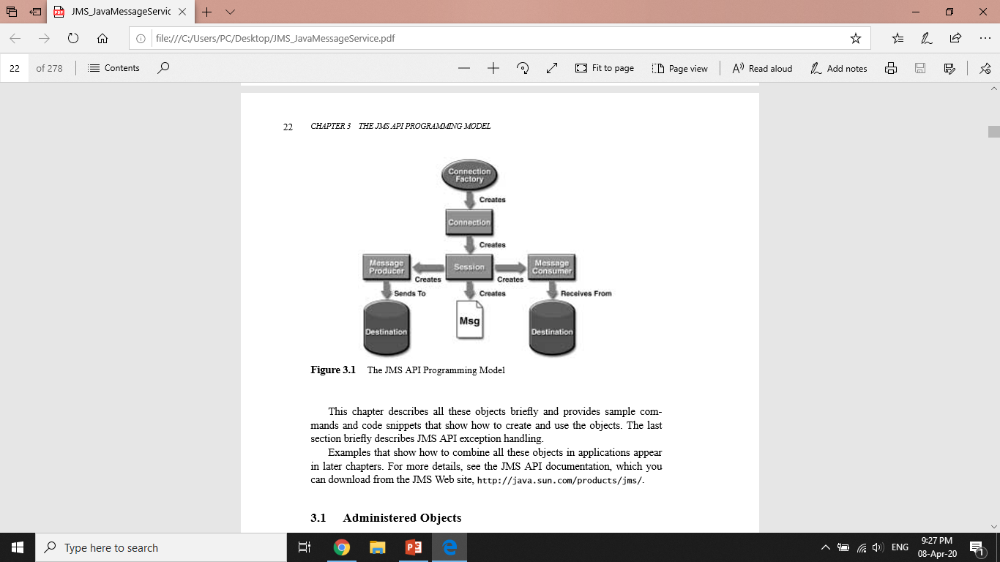 JMS_JavaMessageServic
file:///C:/Users/PC/Desktop/JMS_JavaMessageService.pdf
22 of 278 Contents Fit to page Page view Read aloud Add notes
22 CHAPTER 3 THE JMS API PROGRAMMING MODEL
Connection
Factory
Creates
Connection
Creates
Message
Producer
Session
Message
Consumer
Creates
Creates
Sends To
Creates
Receives From
Destination
Msg
Destination
Figure 3.1 The JMS API Programming Model
This chapter describes all these objects briefly and provides sample com-
mands and code snippets that show how to create and use the objects. The last
section briefly describes JMS API exception handling.
Examples that show how to combine all these objects in applications appear
in later chapters. For more details, see the JMS API documentation, which you
can download from the JMS Web site, http://java.sun.com/products/jms/.
3.1 Administered Objects
Type here to search
ENG
9:27 PM
08-Apr-20
1